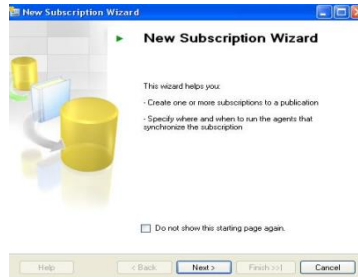 New Subscription Wizard
New Subscription Wizard
This wizard helps you:
- Create one or more subscriptions to a publication
- Specify where and when to run the agents that
synchronize the subscription
Do not show this starting page again.
Help
< Back
Next >
Finish >>|
Cancel